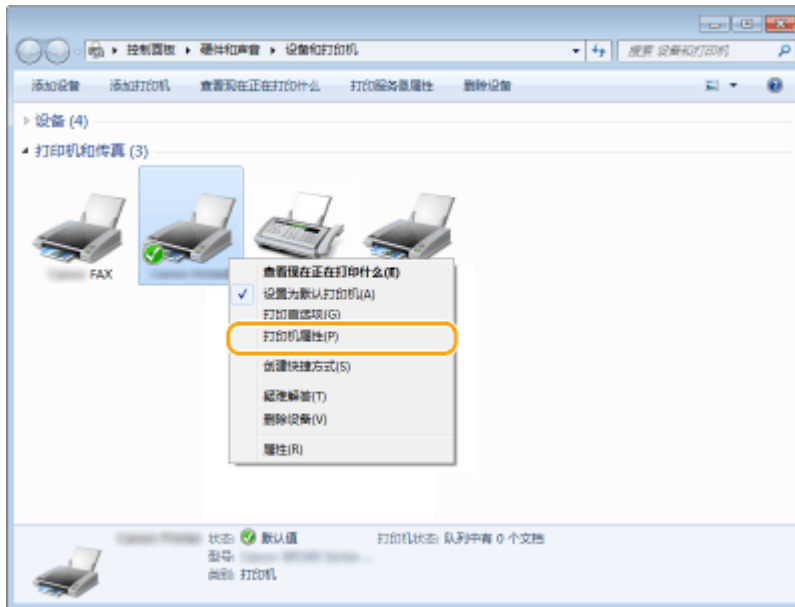 控制面板 ▸ 硬件和声音 ▸ 设备和打印机
搜索 设备和打印机
添加设备 添加打印机 查看现在正在打印什么 打印服务器属性 删除设备
设备 (4)
打印机和传真 (3)
FAX
查看现在正在打印什么(E)
设置为默认打印机(A)
打印首选项(G)
打印机属性(P)
创建快捷方式(S)
疑难解答(T)
删除设备(V)
属性(R)
状态: 默认值 打印机状态: 队列中有 0 个文档
型号:
类别: 打印机